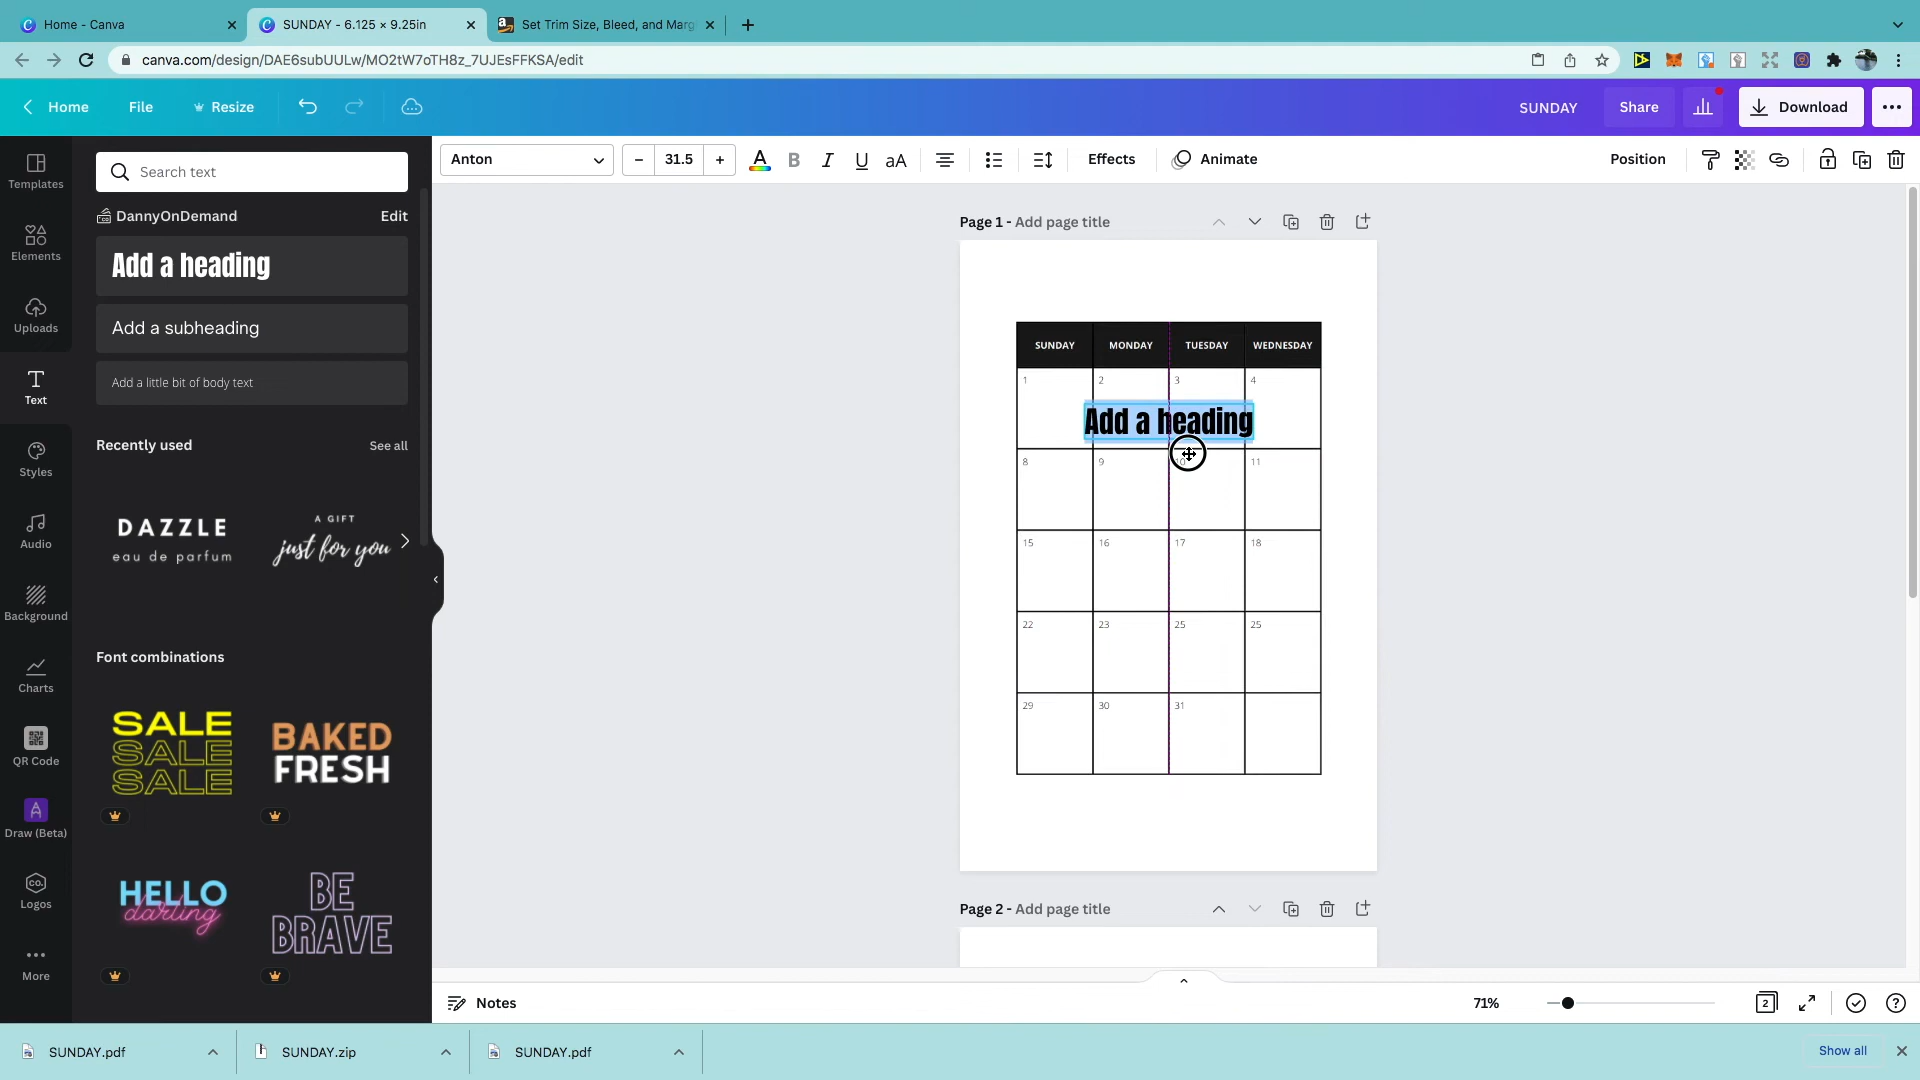 Home - Canva
SUNDAY - 6.125 × 9.25in
Set Trim Size, Bleed, and Marg
canva.com/design/DAE6subUULw/MO2tW7oTH8z_7UJEsFFKSA/edit
Home
File
Resize
SUNDAY
Share
Download
Templates
Elements
Uploads
Text
Styles
Audio
Background
Charts
QR Code
Draw (Beta)
CO.
Logos
More
Search text
DannyOnDemand
Edit
Add a heading
Add a subheading
Add a little bit of body text
Recently used
See all
DAZZLE
eau de parfum
A GIFT
just for you
Font combinations
SALE
SALE
SALE
BAKED
FRESH
HELLO
darling
BE
BRAVE
Anton
31.5
B I U aA
Effects
Animate
Position
Page 1 - Add page title
SUNDAY MONDAY TUESDAY WEDNESDAY
1 2 3 4
Add a heading
8 9 10 11
15 16 17 18
22 23 25 25
29 30 31
Page 2 - Add page title
Notes
71%
2
SUNDAY.pdf
SUNDAY.zip
SUNDAY.pdf
Show all